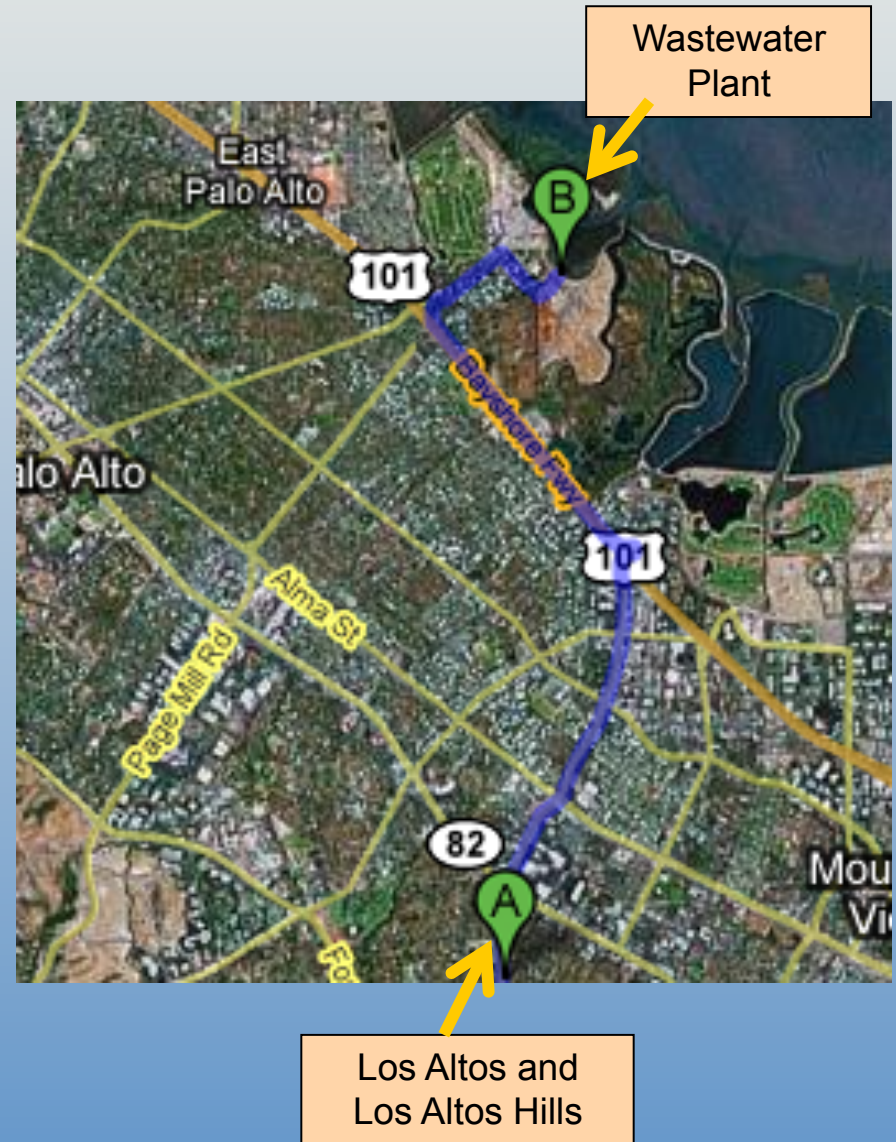 Wastewater
Plant
East
Palo Alto
B
101
Bayshore Fwy
alo Alto
101
Alma St
Page Mill Rd
82
Mou
Vi
A
Fo
Los Altos and
Los Altos Hills